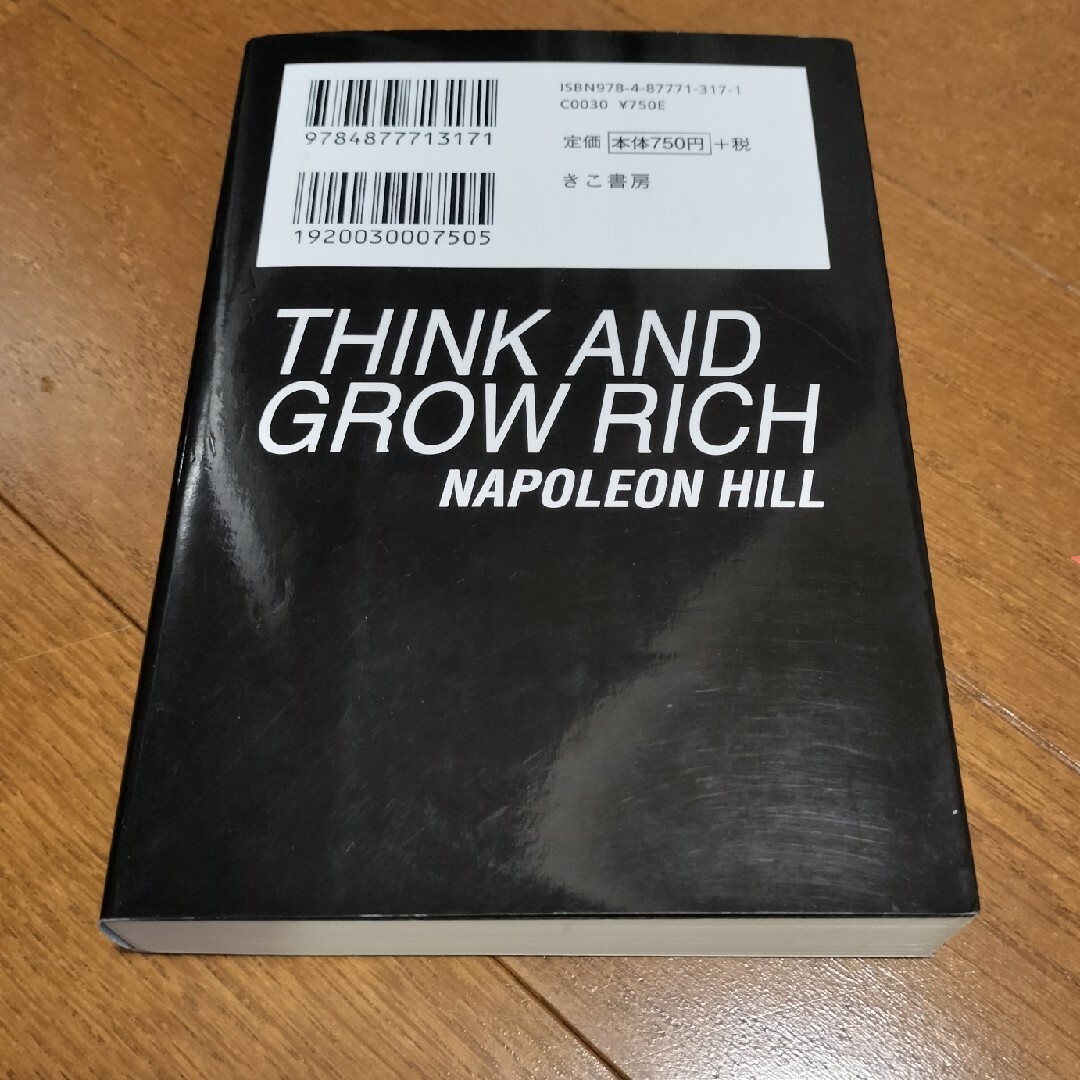 9784877713171
1920030007505
ISBN978-4-87771-317-1
C0030 ¥750E
定価 本体750円+税
きこ書房
THINK AND
GROW RICH
NAPOLEON HILL